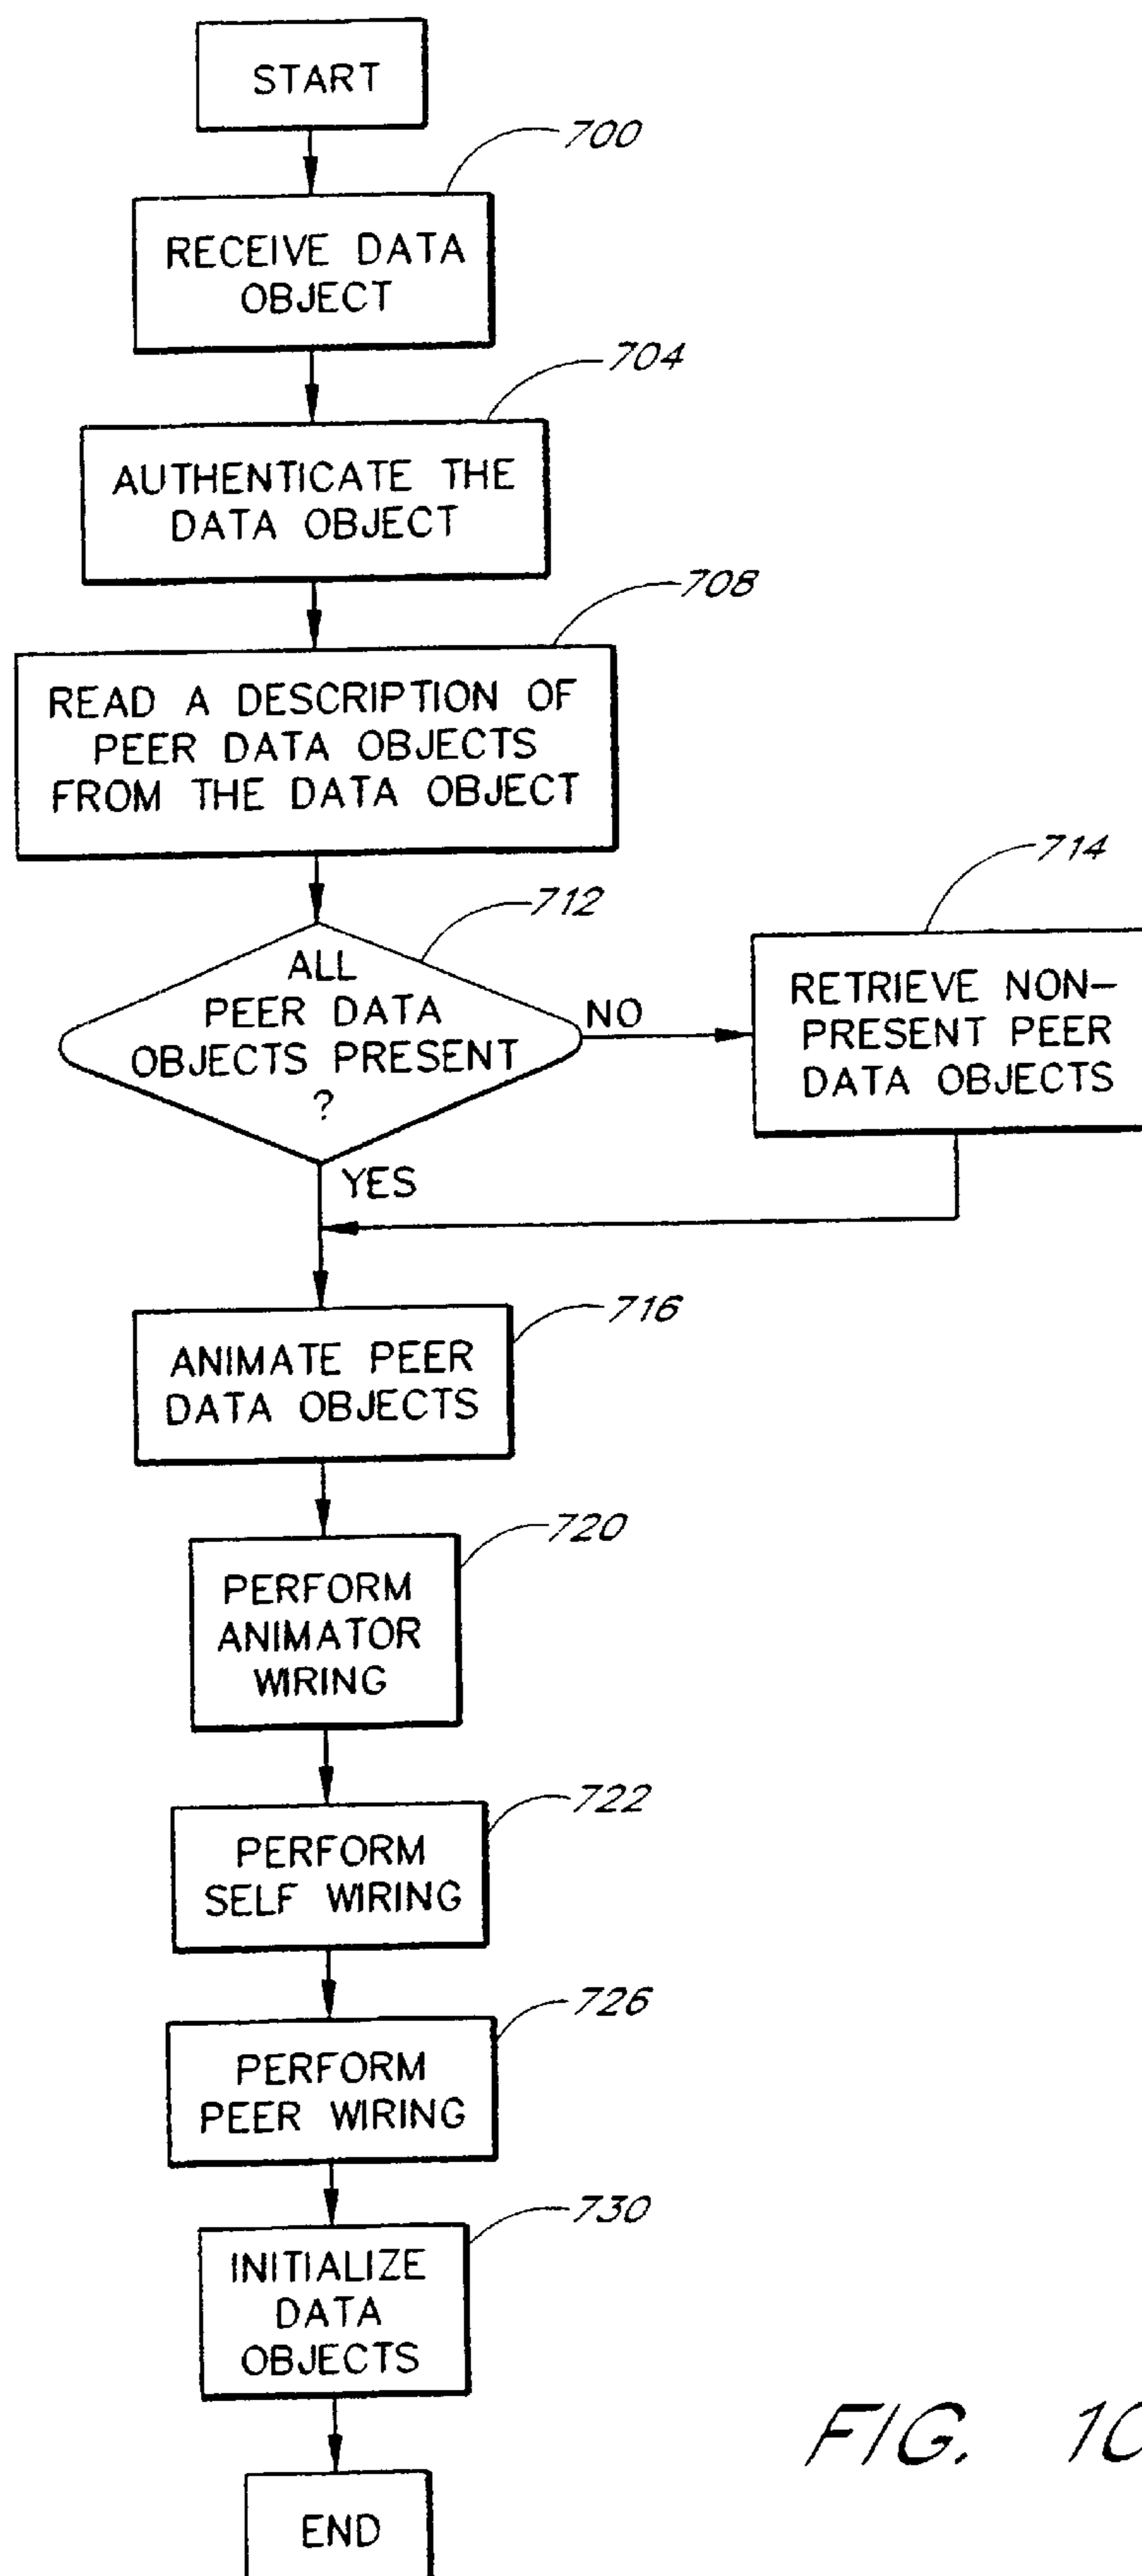 START
700
RECEIVE DATA
OBJECT
704
AUTHENTICATE THE
DATA OBJECT
708
READ A DESCRIPTION OF
PEER DATA OBJECTS
FROM THE DATA OBJECT
712
ALL
PEER DATA
OBJECTS PRESENT
?
NO
714
RETRIEVE NON-
PRESENT PEER
DATA OBJECTS
YES
716
ANIMATE PEER
DATA OBJECTS
720
PERFORM
ANIMATOR
WIRING
722
PERFORM
SELF WIRING
726
PERFORM
PEER WIRING
730
INITIALIZE
DATA
OBJECTS
END
FIG. 10